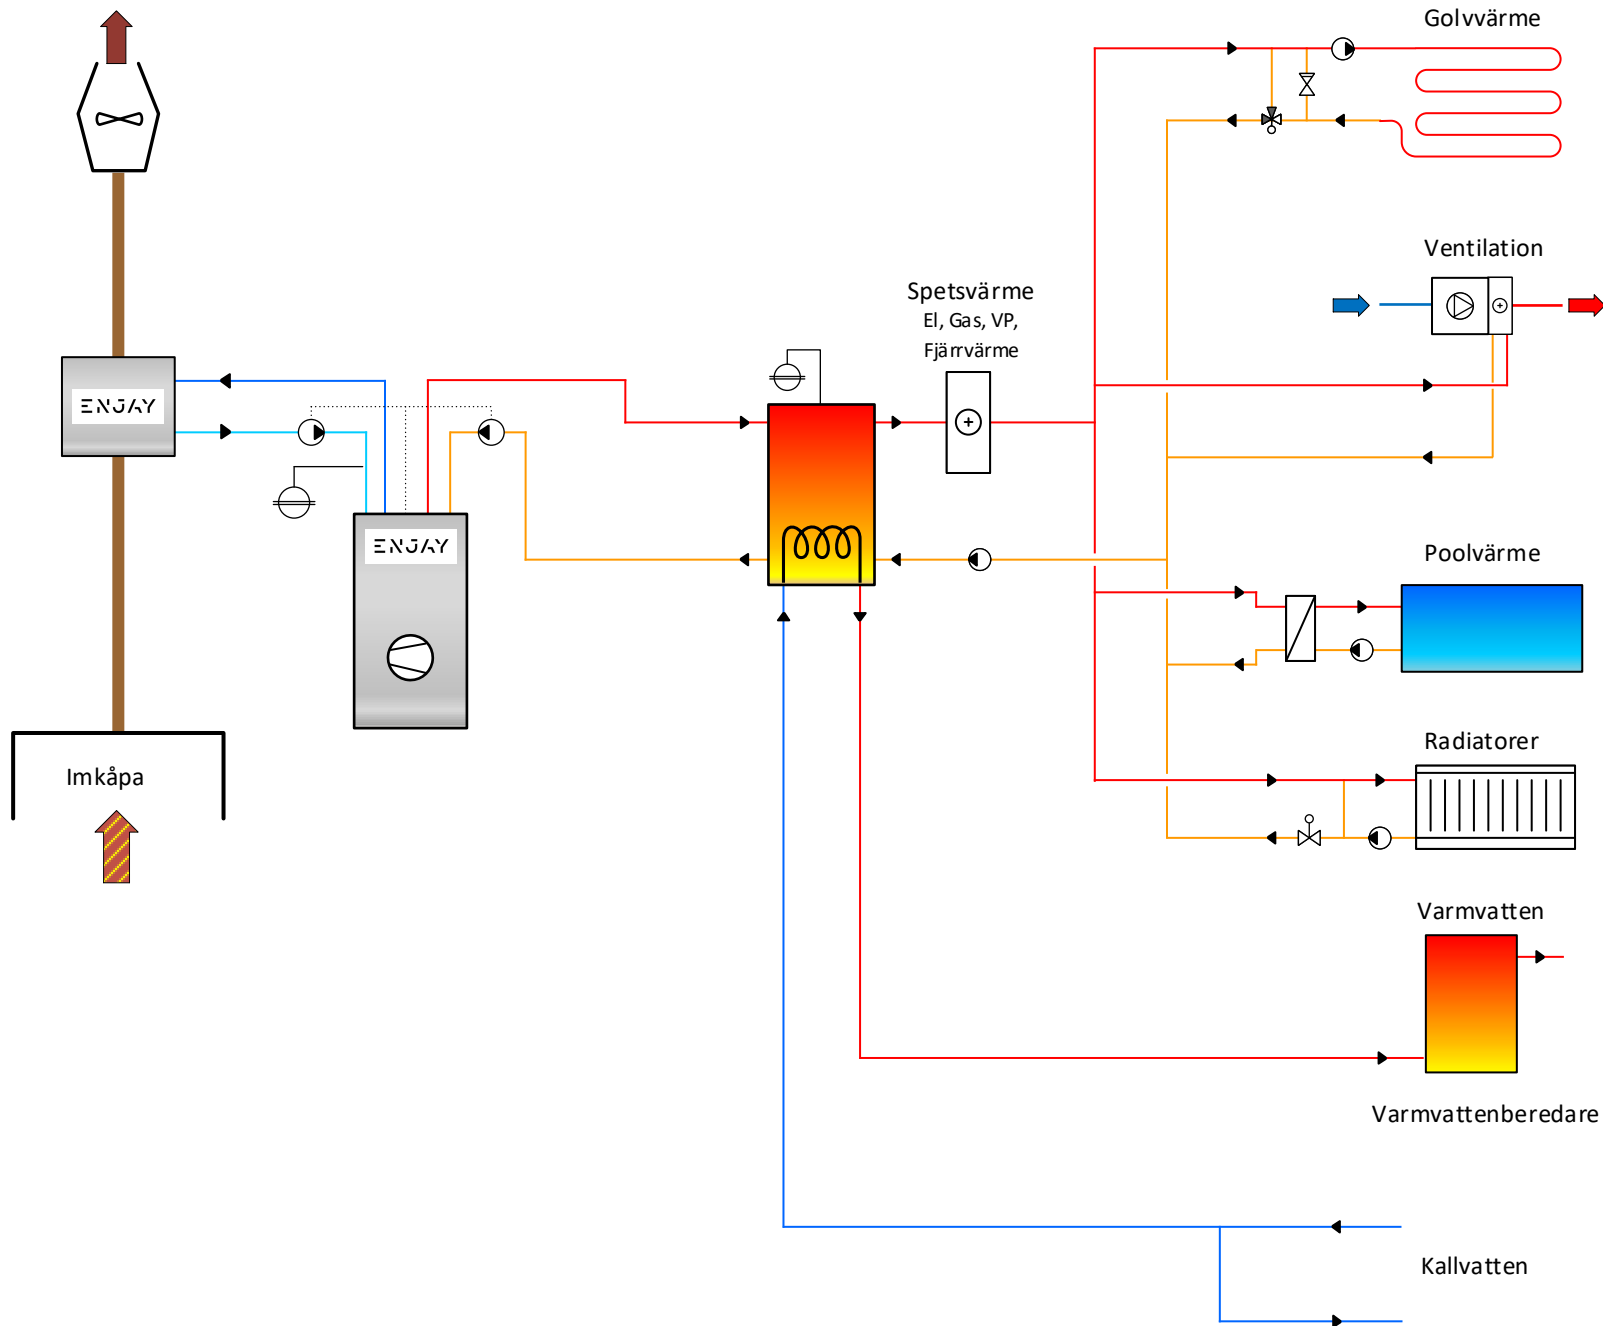 Golvvärme
Ventilation
Spetsvärme
El, Gas, VP,
Fjärrvärme
ENJAY
ENJAY
Poolvärme
Radiatorer
Imkåpa
Varmvatten
Varmvattenberedare
Kallvatten